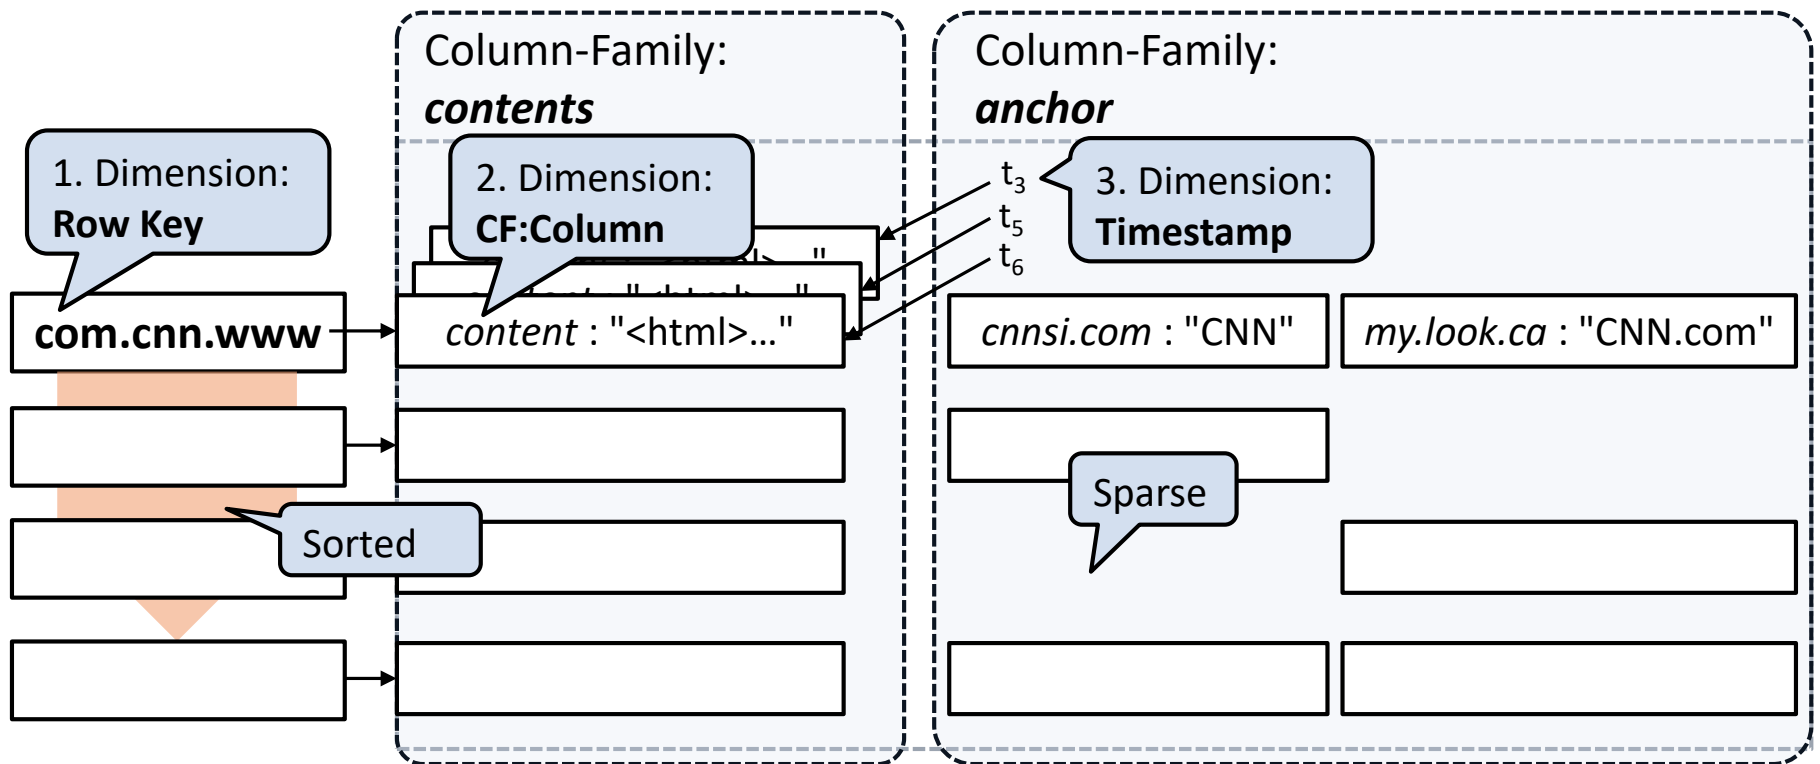 Column-Family:
contents
Column-Family:
anchor
1. Dimension:
Row Key
2. Dimension:
CF:Column
3. Dimension:
Timestamp
t3
t5
t6
"
: "<html>..."
com.cnn.www
content : "<html>..."
cnnsi.com : "CNN"
my.look.ca : "CNN.com"
Sparse
Sorted